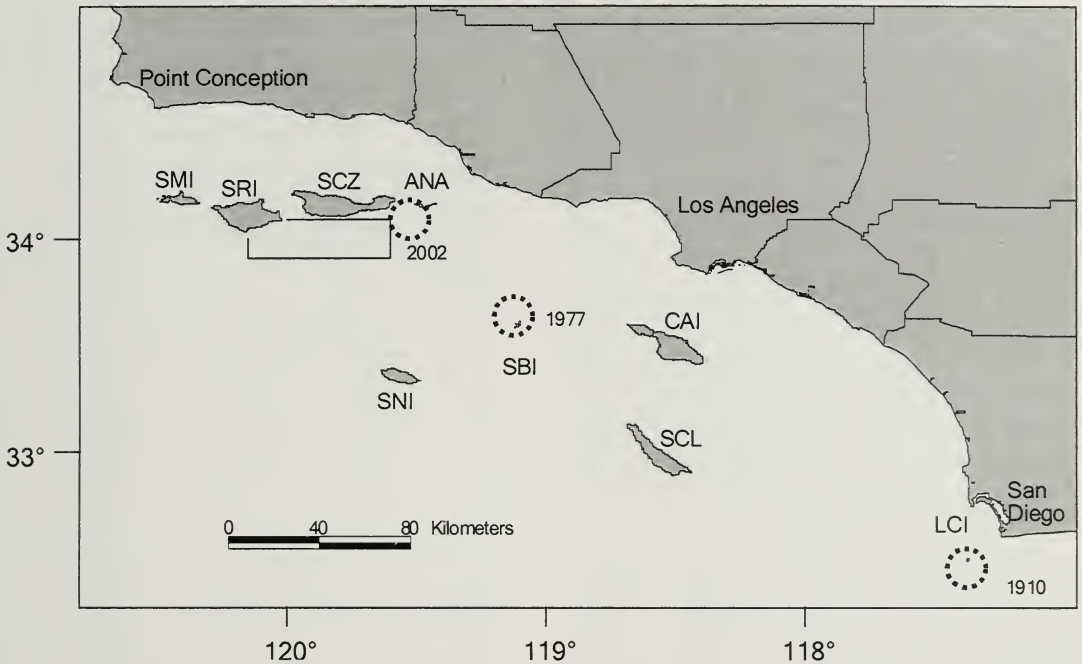 Point Conception
SMI
SRI
SCZ
ANA
Los Angeles
34°
2002
1977
CAI
SBI
SNI
33°
SCL
San
Diego
0 40 80 Kilometers
LCI
1910
120° 119° 118°